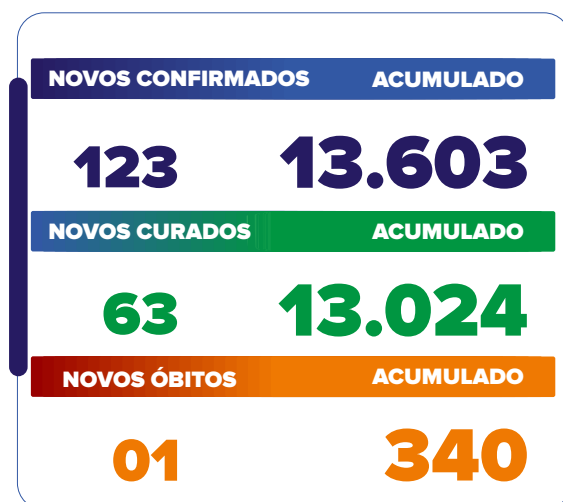 NOVOS CONFIRMADOS ACUMULADO
123 13.603
NOVOS CURADOS ACUMULADO
63 13.024
NOVOS ÓBITOS ACUMULADO
01 340